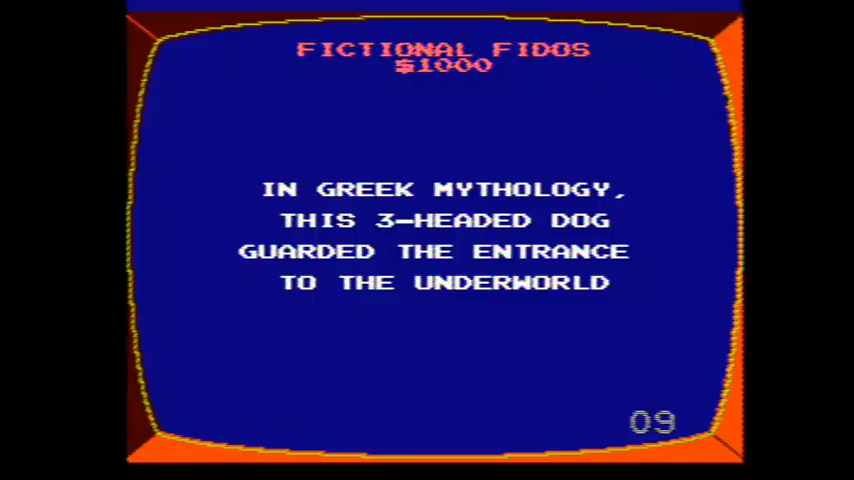 FICTIONAL FIDOS
$1000
IN GREEK MYTHOLOGY,
THIS 3-HEADED DOG
GUARDED THE ENTRANCE
TO THE UNDERWORLD
09